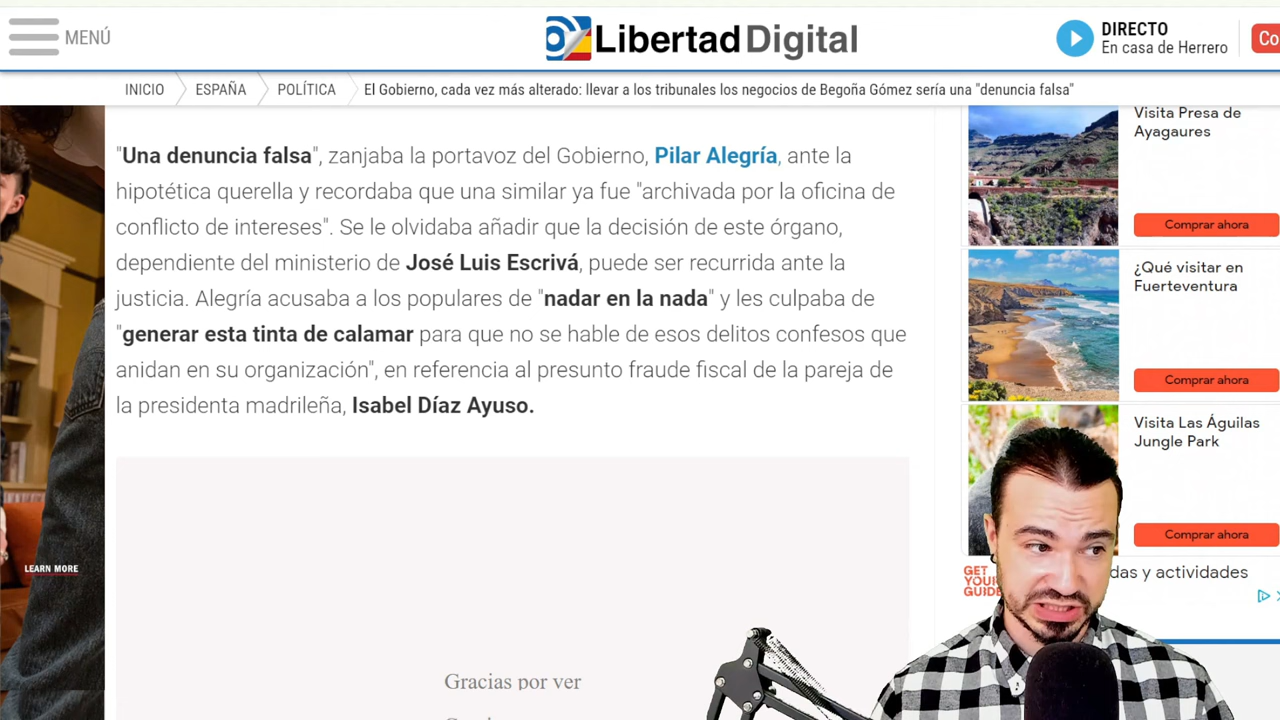 MENÚ
Libertad Digital
DIRECTO
En casa de Herrero
Co
INICIO
ESPAÑA
POLÍTICA
El Gobierno, cada vez más alterado: llevar a los tribunales los negocios de Begoña Gómez sería una "denuncia falsa"
"Una denuncia falsa", zanjaba la portavoz del Gobierno, Pilar Alegría, ante la
hipotética querella y recordaba que una similar ya fue "archivada por la oficina de
conflicto de intereses". Se le olvidaba añadir que la decisión de este órgano,
dependiente del ministerio de José Luis Escrivá, puede ser recurrida ante la
justicia. Alegría acusaba a los populares de "nadar en la nada" y les culpaba de
"generar esta tinta de calamar para que no se hable de esos delitos confesos que
anidan en su organización", en referencia al presunto fraude fiscal de la pareja de
la presidenta madrileña, Isabel Díaz Ayuso.
LEARN MORE
Gracias por ver
Visita Presa de
Ayagaures
Comprar ahora
¿Qué visitar en
Fuerteventura
Comprar ahora
Visita Las Águilas
Jungle Park
Comprar ahora
GET
YOUR
GUIDE
das y actividades